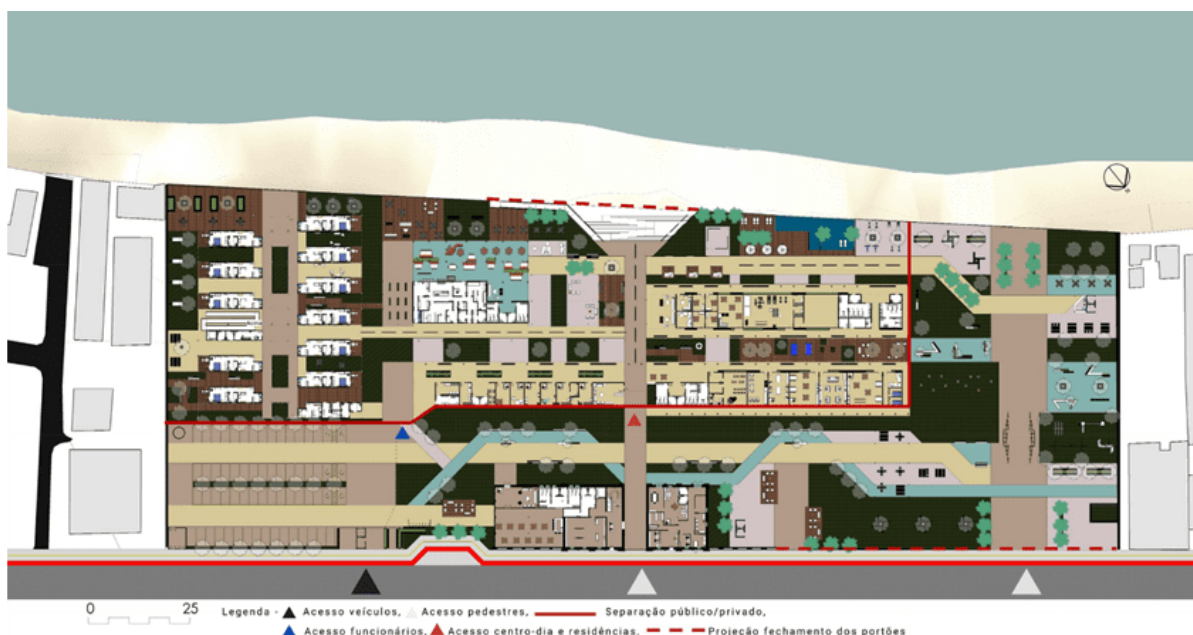 0 25
Legenda - Acesso veículos, Acesso pedestres, Separação público/privado,
Acesso funcionários, Acesso centro-dia e residências, Projeção fechamento dos portões